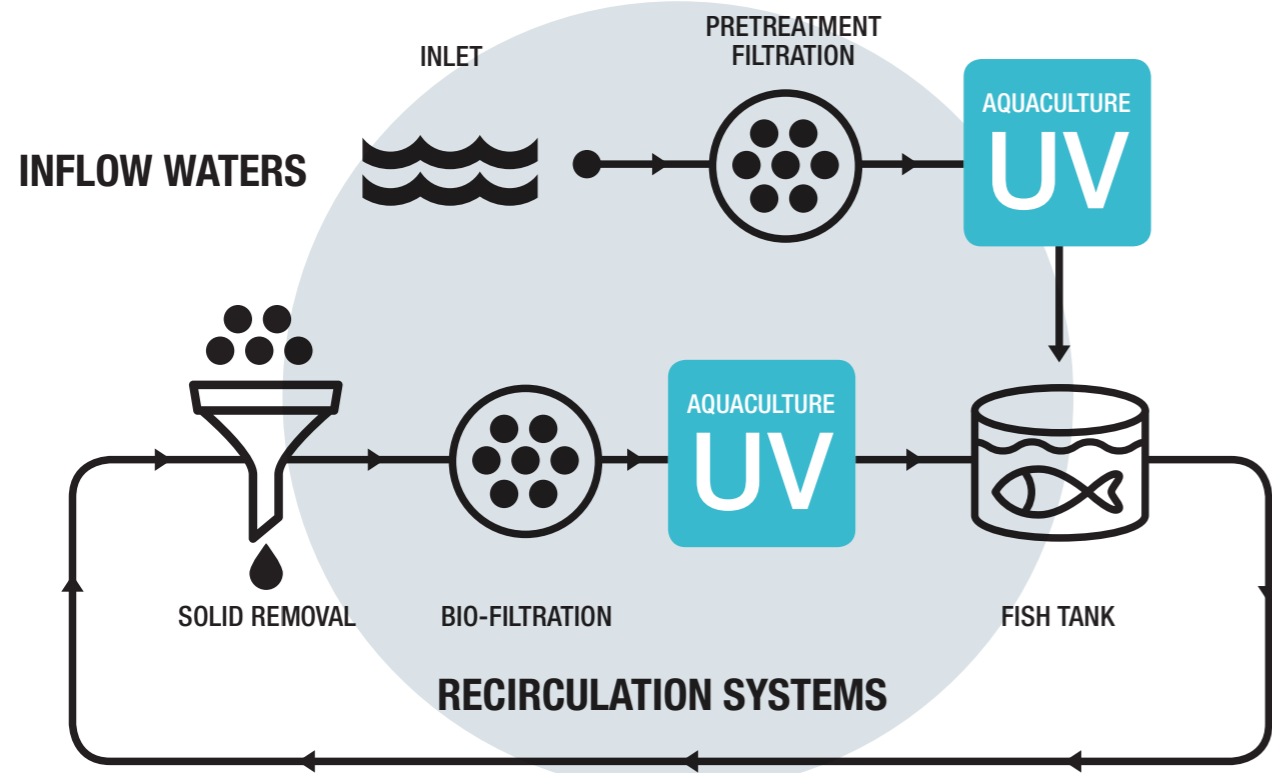 INLET
PRETREATMENT
FILTRATION
AQUACULTURE
UV
INFLOW WATERS
AQUACULTURE
UV
SOLID REMOVAL
BIO-FILTRATION
FISH TANK
RECIRCULATION SYSTEMS